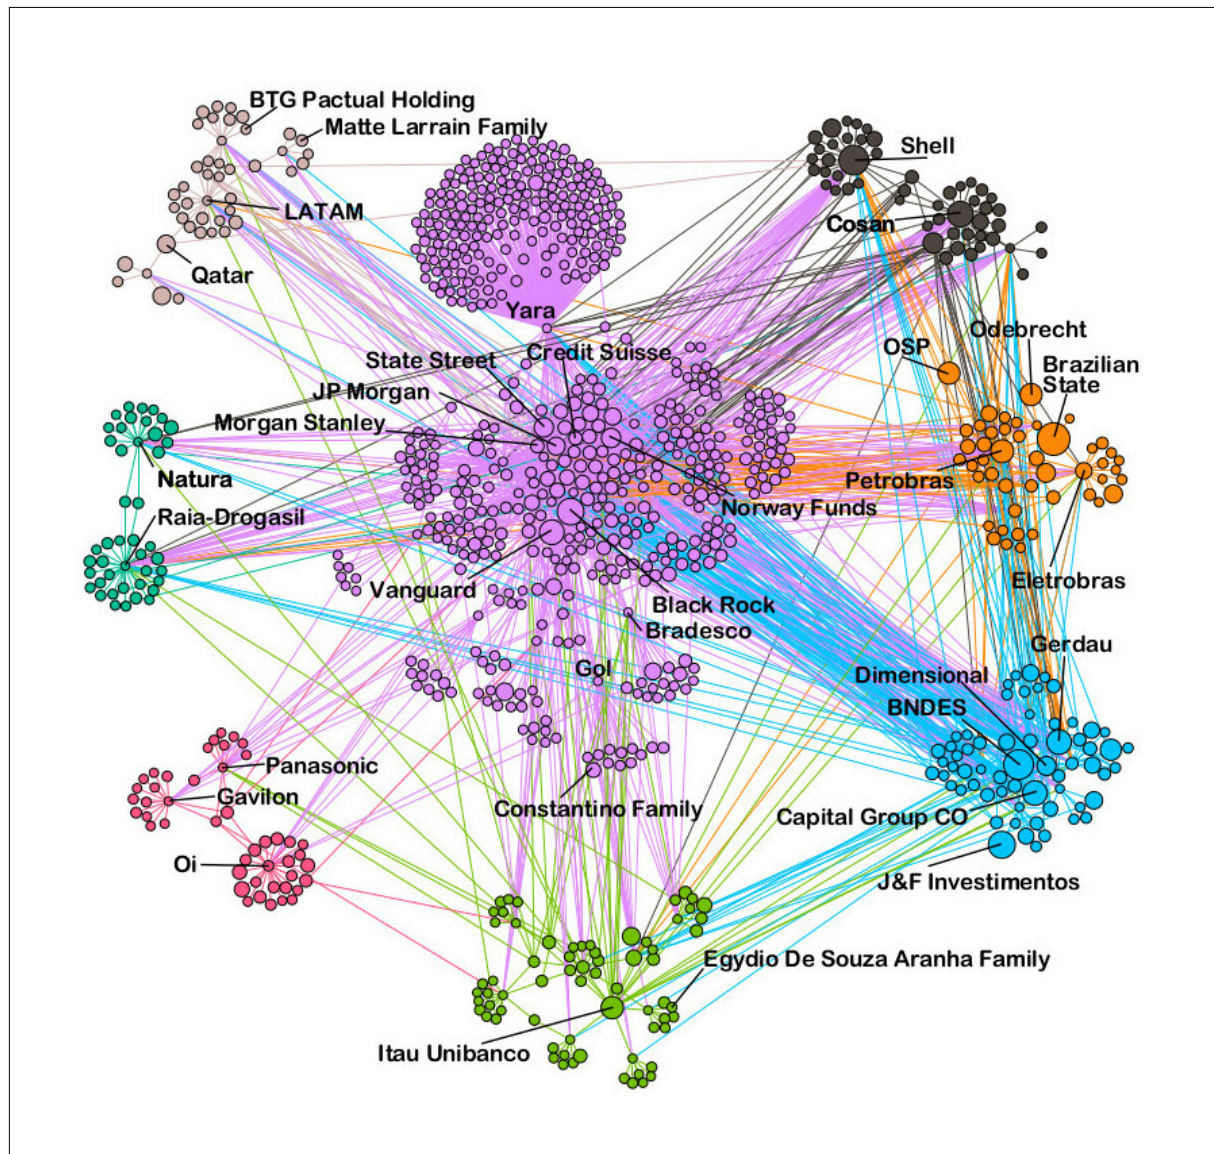 BTG Pactual Holding
Matte Larrain Family
Shell
LATAM
Cosan
Qatar
Yara
Odebrecht
OSP
Credit Suisse
State Street
Brazilian
State
JP Morgan
Morgan Stanley
Natura
Petrobras
Norway Funds
Raia-Drogasil
Eletrobras
Vanguard
Black Rock
Bradesco
Gerdau
Gol
Dimensional
BNDES
Panasonic
Gavilon
Constantino Family
Capital Group CO
Oi
J&F Investimentos
Egydio De Souza Aranha Family
Itau Unibanco